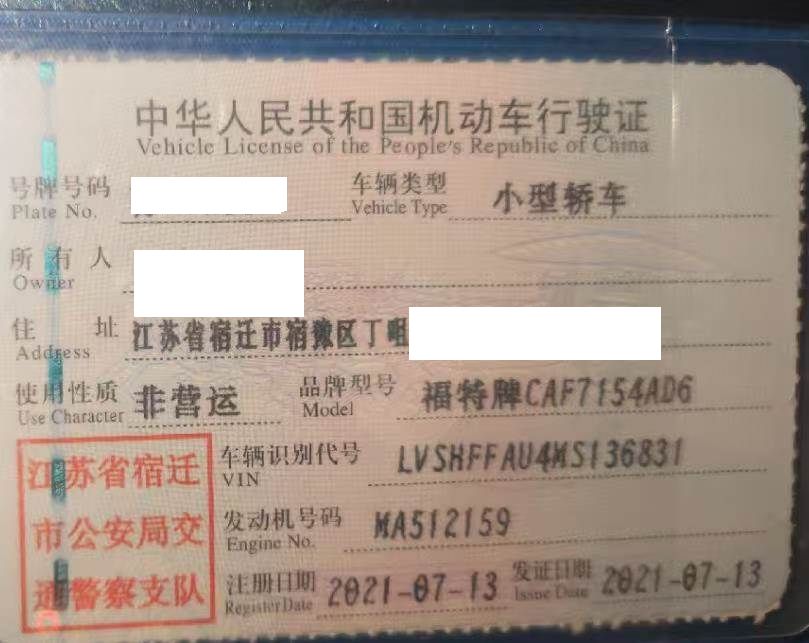 中华人民共和国机动车行驶证
Vehicle License of the People's Republic of China
号牌号码 车辆类型 小型轿车
Plate No. Vehicle Type
所有人
Owner
住址 江苏省宿迁市宿豫区丁咀
Address
使用性质 非营运 品牌型号 福特牌CAF7154AD6
Use Character Model
车辆识别代号 LVSHFFAU4MS136831
VIN
发动机号码 MA512159
Engine No.
注册日期 2021-07-13 发证日期 2021-07-13
Register Date Issue Date
江苏省宿迁
市公安局交
通警察支队